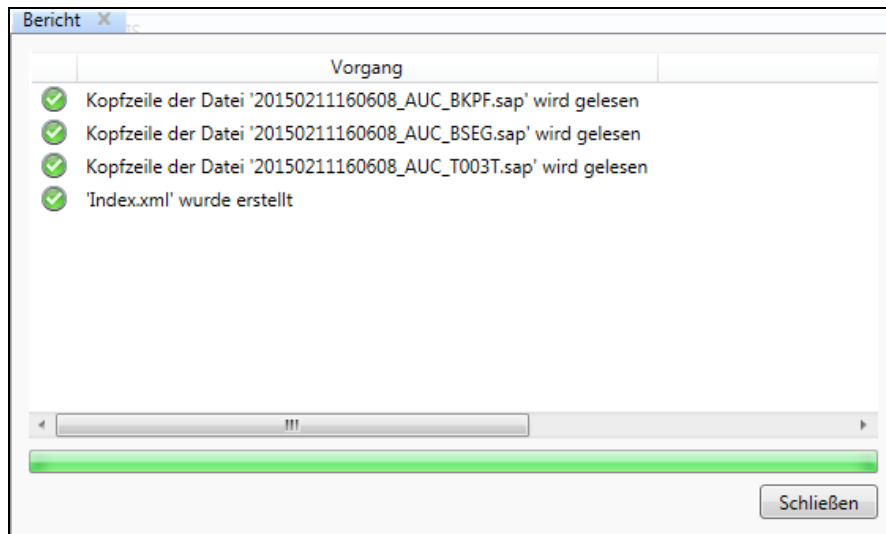 Bericht
Vorgang
Kopfzeile der Datei '20150211160608_AUC_BKPF.sap' wird gelesen
Kopfzeile der Datei '20150211160608_AUC_BSEG.sap' wird gelesen
Kopfzeile der Datei '20150211160608_AUC_T003T.sap' wird gelesen
'Index.xml' wurde erstellt
Schließen